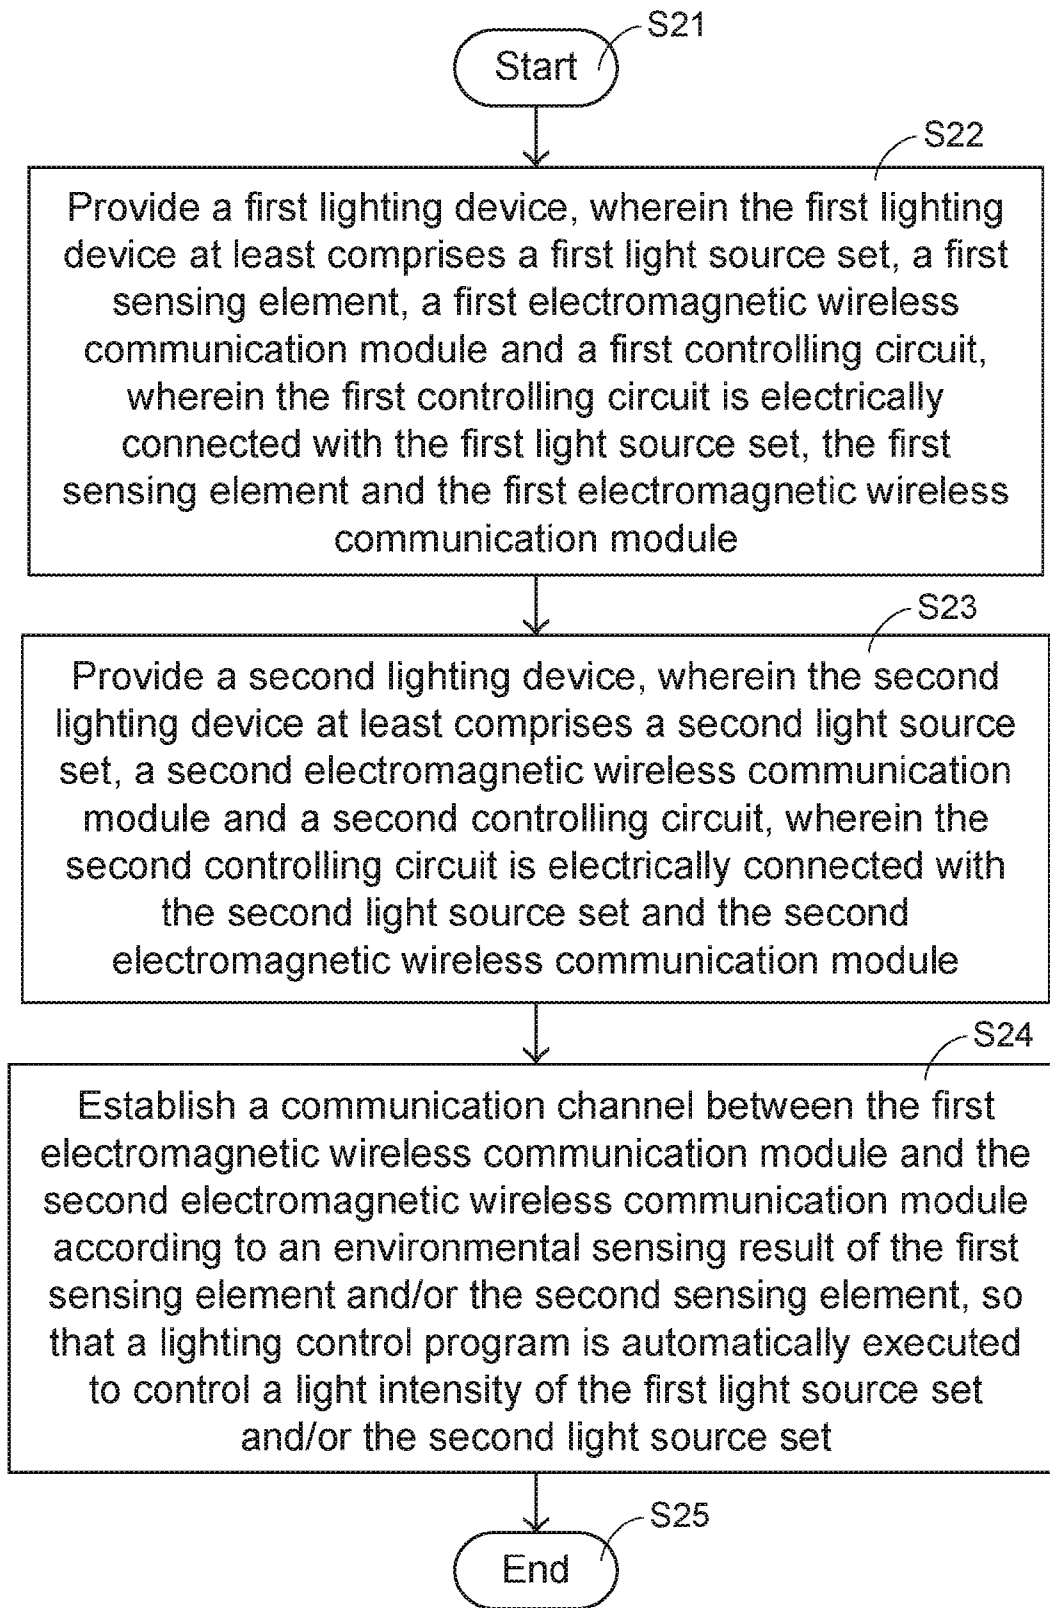 S21
Start
S22
Provide a first lighting device, wherein the first lighting
device at least comprises a first light source set, a first
sensing element, a first electromagnetic wireless
communication module and a first controlling circuit,
wherein the first controlling circuit is electrically
connected with the first light source set, the first
sensing element and the first electromagnetic wireless
communication module
S23
Provide a second lighting device, wherein the second
lighting device at least comprises a second light source
set, a second electromagnetic wireless communication
module and a second controlling circuit, wherein the
second controlling circuit is electrically connected with
the second light source set and the second
electromagnetic wireless communication module
S24
Establish a communication channel between the first
electromagnetic wireless communication module and the
second electromagnetic wireless communication module
according to an environmental sensing result of the first
sensing element and/or the second sensing element, so
that a lighting control program is automatically executed
to control a light intensity of the first light source set
and/or the second light source set
S25
End